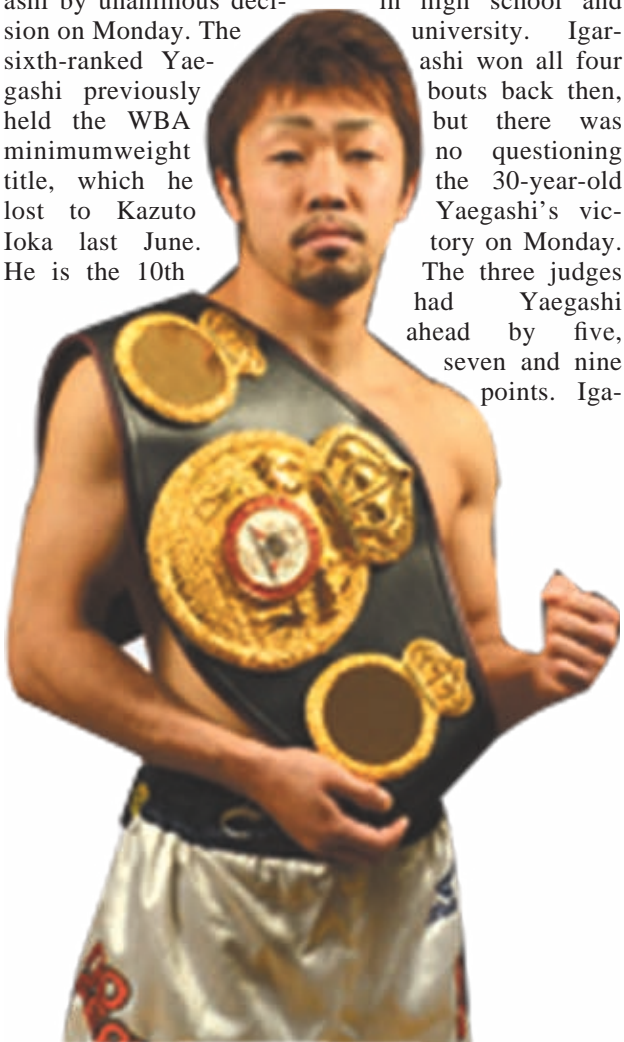 ashi by unanimous deci-
sion on Monday. The
sixth-ranked Yae-
gashi previously
held the WBA
minimumweight
title, which he
lost to Kazuto
Ioka last June.
He is the 10th
in high school and
university. Igar-
ashi won all four
bouts back then,
but there was
no questioning
the 30-year-old
Yaegashi’s vic-
tory on Monday.
The three judges
had Yaegashi
ahead by five,
seven and nine
points. Iga-